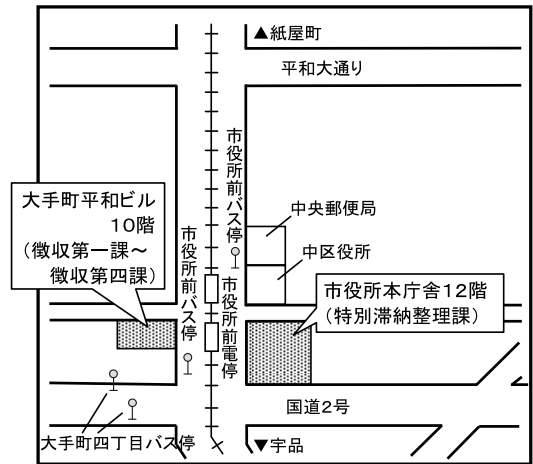 ▲紙屋町
平和大通り
市役所前バス停
大手町平和ビル
10階
(徴収第一課～
徴収第四課)
中央郵便局
中区役所
市役所前バス停
市役所前電停
市役所本庁舎12階
(特別滞納整理課)
国道2号
大手町四丁目バス停
▼宇品